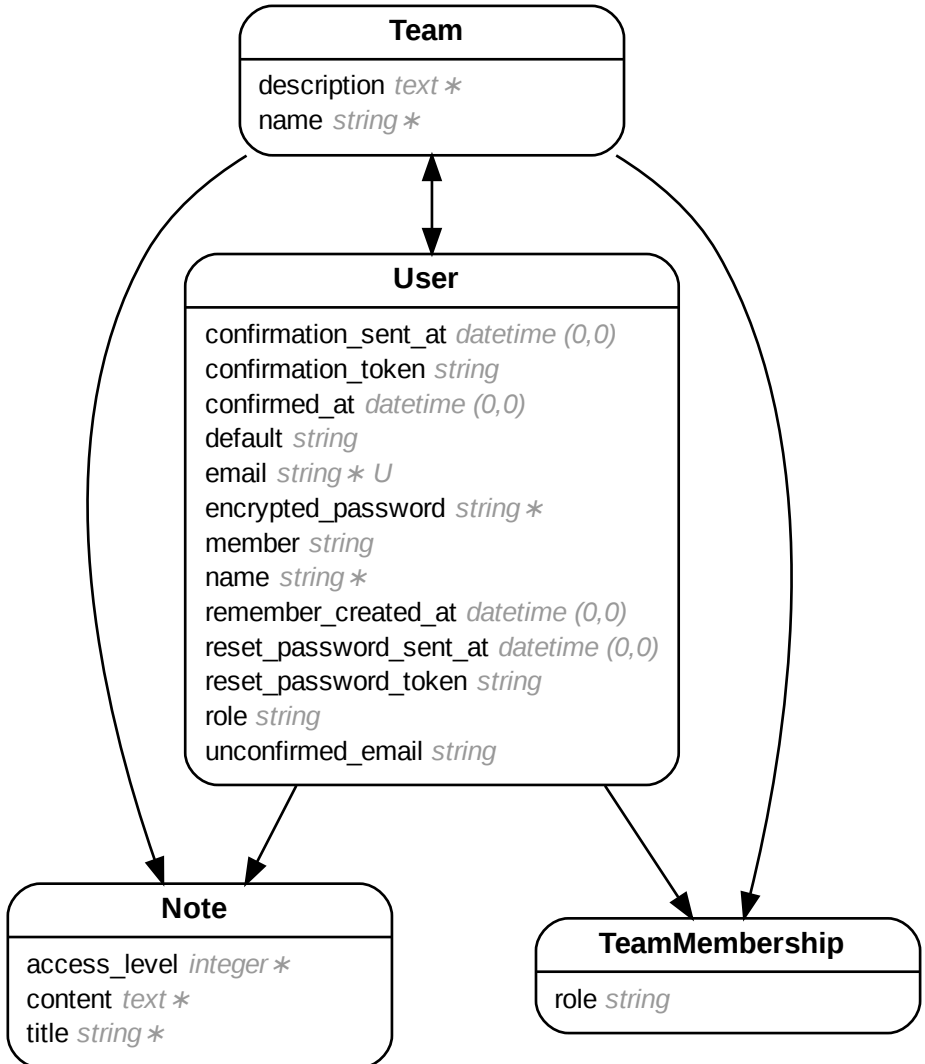 Team
description text ∗
name string ∗
User
confirmation_sent_at datetime (0,0)
confirmation_token string
confirmed_at datetime (0,0)
default string
email string ∗ U
encrypted_password string ∗
member string
name string ∗
remember_created_at datetime (0,0)
reset_password_sent_at datetime (0,0)
reset_password_token string
role string
unconfirmed_email string
Note
access_level integer ∗
content text ∗
title string ∗
TeamMembership
role string